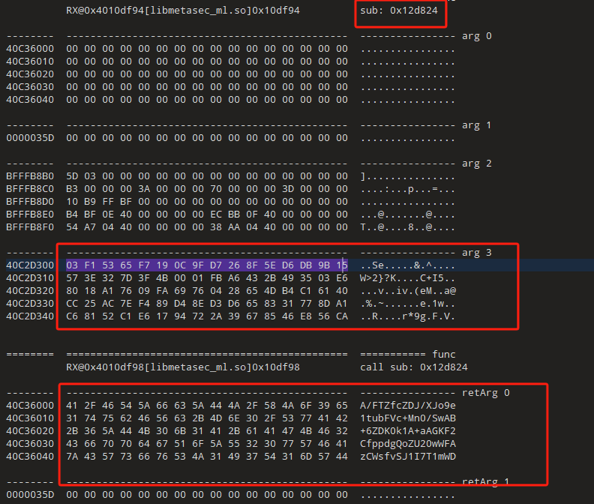 RX@0x4010df94[libmetasec_ml.so]0x10df94 sub: 0x12d824
-------- ----------------------------------------------- ---------------- arg 0
40C36000 00 00 00 00 00 00 00 00 00 00 00 00 00 00 00 00 ................
40C36010 00 00 00 00 00 00 00 00 00 00 00 00 00 00 00 00 ................
40C36020 00 00 00 00 00 00 00 00 00 00 00 00 00 00 00 00 ................
40C36030 00 00 00 00 00 00 00 00 00 00 00 00 00 00 00 00 ................
40C36040 00 00 00 00 00 00 00 00 00 00 00 00 00 00 00 00 ................
-------- ----------------------------------------------- ---------------- arg 1
0000035D 00 00 00 00 00 00 00 00 00 00 00 00 00 00 00 00 ................
-------- ----------------------------------------------- ---------------- arg 2
BFFFB8B0 5D 03 00 00 00 00 00 00 00 00 00 00 00 00 00 00 ]...............
BFFFB8C0 B3 00 00 00 3A 00 00 00 70 00 00 00 3D 00 00 00 ....:...p...=...
BFFFB8D0 10 B9 FF BF 00 00 00 00 00 00 00 00 00 00 00 00 ................
BFFFB8E0 B4 BF 0E 40 00 00 00 00 EC BB 0F 40 00 00 00 00 ...@.......@....
BFFFB8F0 54 A7 04 40 00 00 00 00 38 AA 04 40 00 00 00 00 T..@....8..@....
-------- ----------------------------------------------- ---------------- arg 3
40C2D300 03 F1 53 65 F7 19 0C 9F D7 26 8F 5E D6 DB 9B 15 ..Se.....&.^....
40C2D310 57 3E 32 7D 3F 4B 00 01 FB A6 43 2B 49 35 03 E6 W>2}?K....C+I5..
40C2D320 80 18 A1 76 09 FA 69 76 04 28 65 4D B4 C1 61 40 ...v..iv.(eM..a@
40C2D330 CC 25 AC 7E F4 89 D4 8E D3 D6 65 83 31 77 8D A1 .%.~......e.1w..
40C2D340 C6 81 52 C1 E6 17 94 72 2A 39 67 85 46 E8 56 CA ..R....r*9g.F.V.
======== =============================================== =========== func
RX@0x4010df98[libmetasec_ml.so]0x10df98 call sub: 0x12d824
-------- ----------------------------------------------- ---------------- retArg 0
40C36000 41 2F 46 54 5A 66 63 5A 44 4A 2F 58 4A 6F 39 65 A/FTZfcZDJ/XJo9e
40C36010 31 74 75 62 46 56 63 2B 4D 6E 30 2F 53 77 41 42 1tubFVc+Mn0/SwAB
40C36020 2B 36 5A 44 4B 30 6B 31 41 2B 61 41 47 4B 46 32 +6ZDK0k1A+aAGKF2
40C36030 43 66 70 70 64 67 51 6F 5A 55 32 30 77 57 46 41 CfppdgQoZU20wWFA
40C36040 7A 43 57 73 66 76 53 4A 31 49 37 54 31 6D 57 44 zCWsfvSJ1I7T1mWD
-------- ----------------------------------------------- ---------------- retArg 1
0000035D 00 00 00 00 00 00 00 00 00 00 00 00 00 00 00 00 ................